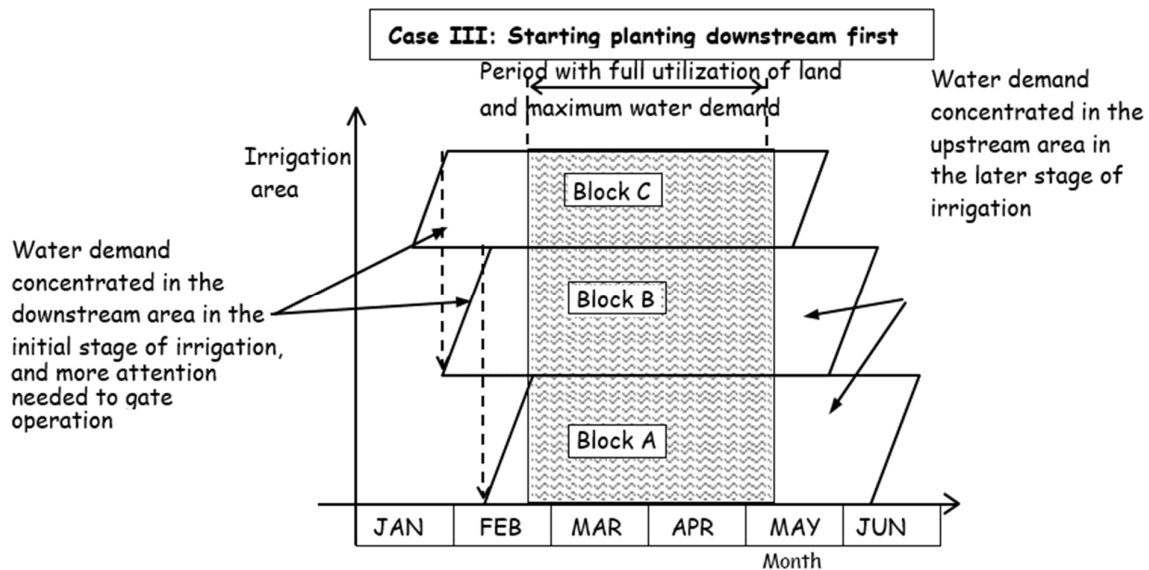 Case III: Starting planting downstream first
Period with full utilization of land
and maximum water demand
Water demand
concentrated in the
upstream area in
the later stage of
irrigation
Irrigation
area
Block C
Water demand
concentrated in the
downstream area in the
initial stage of irrigation,
and more attention
needed to gate
operation
Block B
Block A
JAN FEB MAR APR MAY JUN
Month